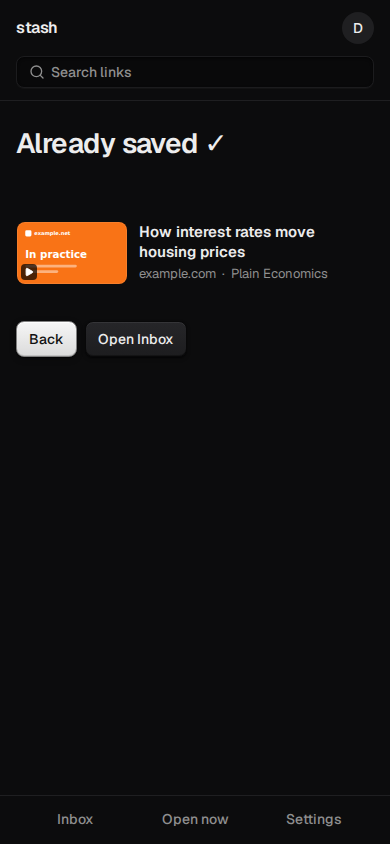 stash
D
Search links
Already saved ✓
example.net
In practice
How interest rates move
housing prices
example.com · Plain Economics
Back
Open Inbox
Inbox
Open now
Settings